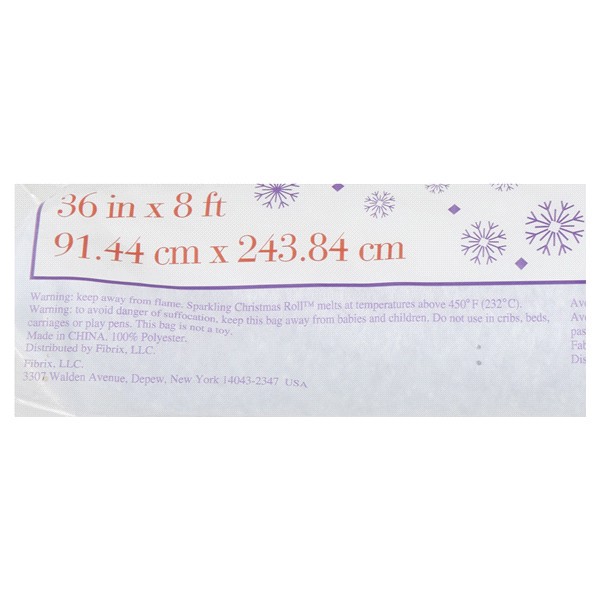 36 in x 8 ft
91.44 cm x 243.84 cm
Warning: keep away from flame. Sparkling Christmas Roll™ melts at temperatures above 450° F (232°C).
Warning: to avoid danger of suffocation, keep this bag away from babies and children. Do not use in cribs, beds,
carriages or play pens. This bag is not a toy.
Made in CHINA. 100% Polyester.
Distributed by Fibrix, LLC.
Fibrix, LLC.
3307 Walden Avenue, Depew, New York 14043-2347 USA